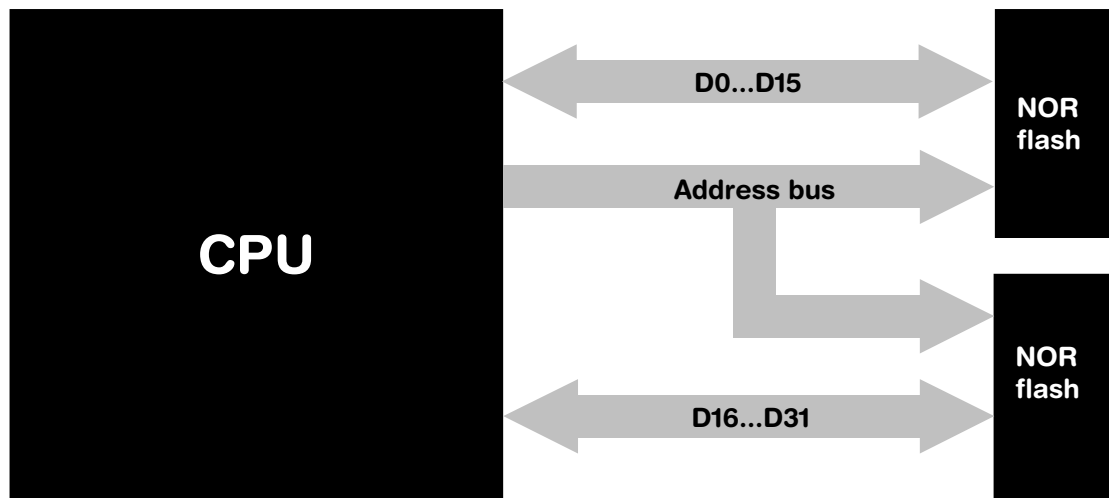 D0...D15
NOR
flash
Address bus
CPU
NOR
flash
D16...D31